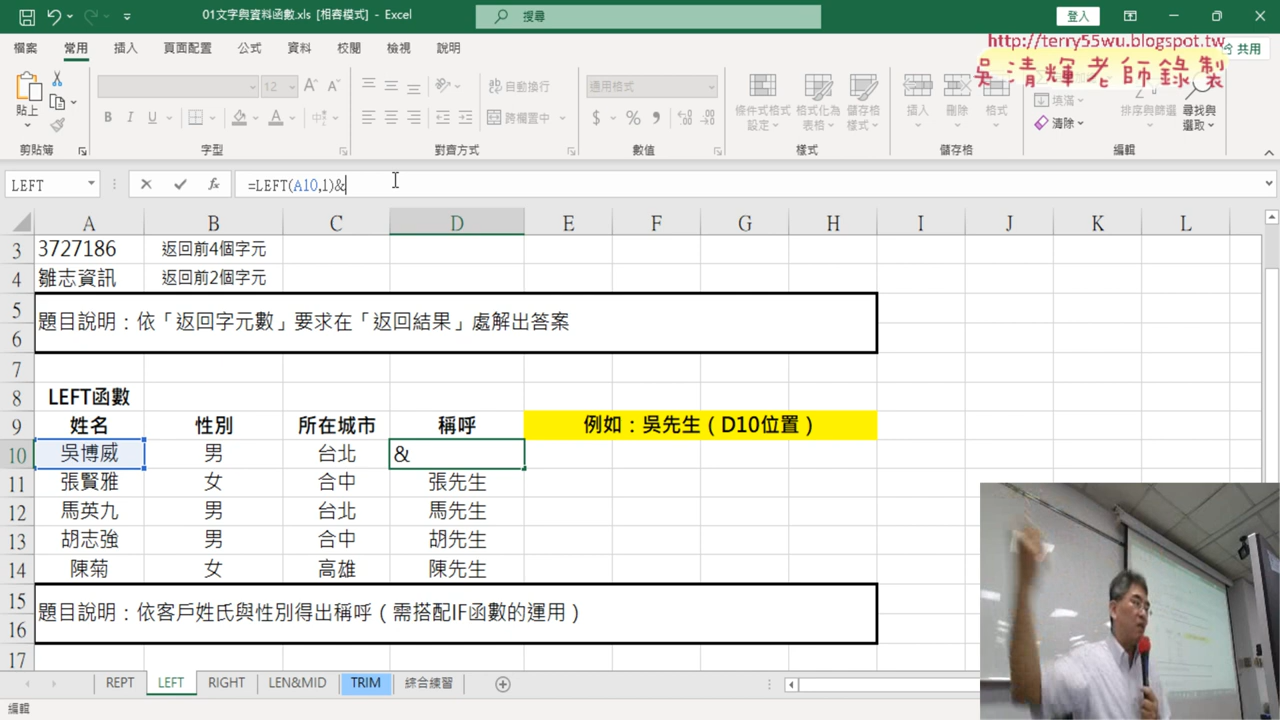 01文字與資料函數.xls [相容模式] - Excel
搜尋
登入
檔案
常用
插入
頁面配置
公式
資料
校閱
檢視
說明
共用
http://terry55wu.blogspot.tw
吳清輝老師錄製
貼上
12
自動換行
跨欄置中
通用格式
條件式格式設定
格式化為表格
儲存格樣式
插入
刪除
格式
填滿
清除
排序與篩選
尋找與選取
剪貼簿
字型
對齊方式
數值
樣式
儲存格
編輯
LEFT
=LEFT(A10,1)&
A B C D E F G H I J K L
3 3727186 返回前4個字元
4 雛志資訊 返回前2個字元
5
題目說明：依「返回字元數」要求在「返回結果」處解出答案
6
7
8 LEFT函數
9 姓名 性別 所在城市 稱呼 例如：吳先生（D10位置）
10 吳博威 男 台北 &
11 張賢雅 女 合中 張先生
12 馬英九 男 台北 馬先生
13 胡志強 男 合中 胡先生
14 陳菊 女 高雄 陳先生
15
題目說明：依客戶姓氏與性別得出稱呼（需搭配IF函數的運用）
16
17
REPT LEFT RIGHT LEN&MID TRIM 綜合練習
編輯